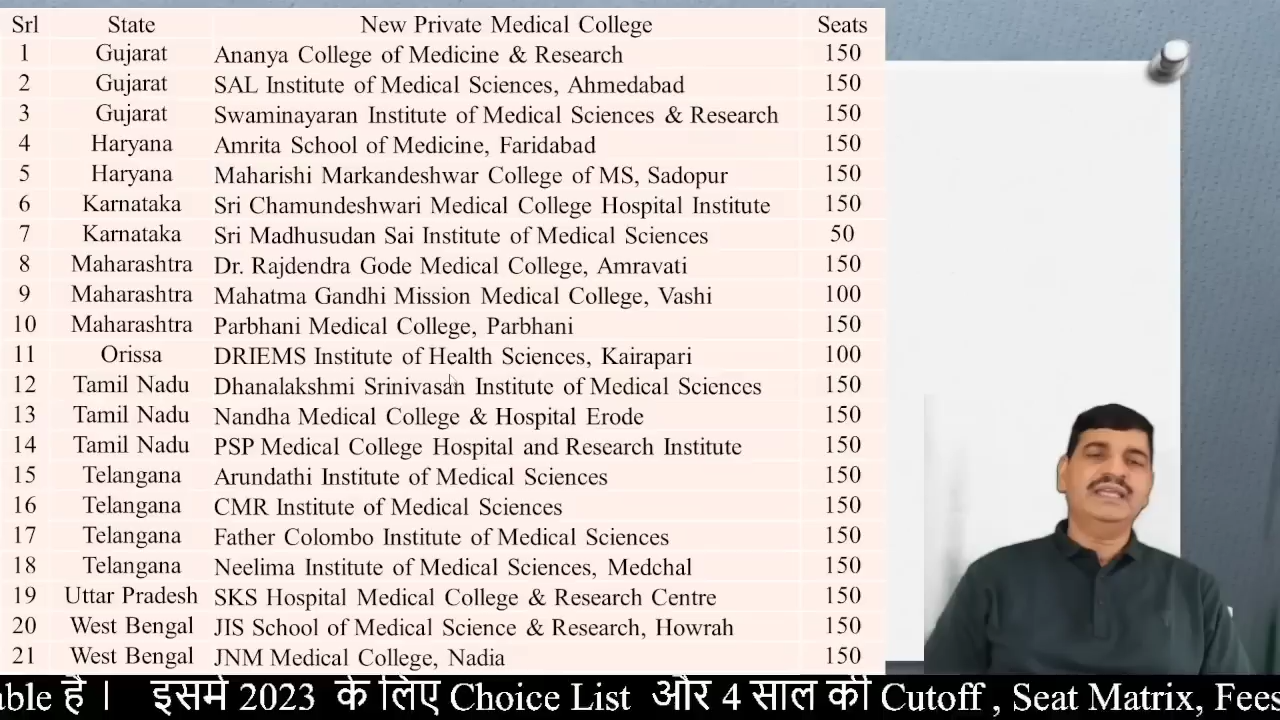 Srl State New Private Medical College Seats
1 Gujarat Ananya College of Medicine & Research 150
2 Gujarat SAL Institute of Medical Sciences, Ahmedabad 150
3 Gujarat Swaminayaran Institute of Medical Sciences & Research 150
4 Haryana Amrita School of Medicine, Faridabad 150
5 Haryana Maharishi Markandeshwar College of MS, Sadopur 150
6 Karnataka Sri Chamundeshwari Medical College Hospital Institute 150
7 Karnataka Sri Madhusudan Sai Institute of Medical Sciences 50
8 Maharashtra Dr. Rajdendra Gode Medical College, Amravati 150
9 Maharashtra Mahatma Gandhi Mission Medical College, Vashi 100
10 Maharashtra Parbhani Medical College, Parbhani 150
11 Orissa DRIEMS Institute of Health Sciences, Kairapari 100
12 Tamil Nadu Dhanalakshmi Srinivasan Institute of Medical Sciences 150
13 Tamil Nadu Nandha Medical College & Hospital Erode 150
14 Tamil Nadu PSP Medical College Hospital and Research Institute 150
15 Telangana Arundathi Institute of Medical Sciences 150
16 Telangana CMR Institute of Medical Sciences 150
17 Telangana Father Colombo Institute of Medical Sciences 150
18 Telangana Neelima Institute of Medical Sciences, Medchal 150
19 Uttar Pradesh SKS Hospital Medical College & Research Centre 150
20 West Bengal JIS School of Medical Science & Research, Howrah 150
21 West Bengal JNM Medical College, Nadia 150
able है । इसमें 2023 के लिए Choice List और 4 साल की Cutoff , Seat Matrix, Fees